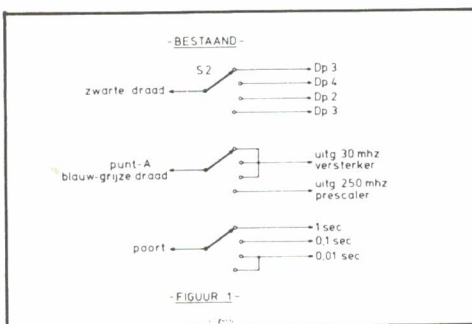 - BESTAAND -
S2
zwarte draad
Dp.3
Dp.4
Dp.2
Dp.3
punt-A
blauw-grijze draad
uitg 30 mhz
versterker
uitg 250 mhz
prescaler
poort
1 sec
0,1 sec
0,01 sec
- FIGUUR 1 -